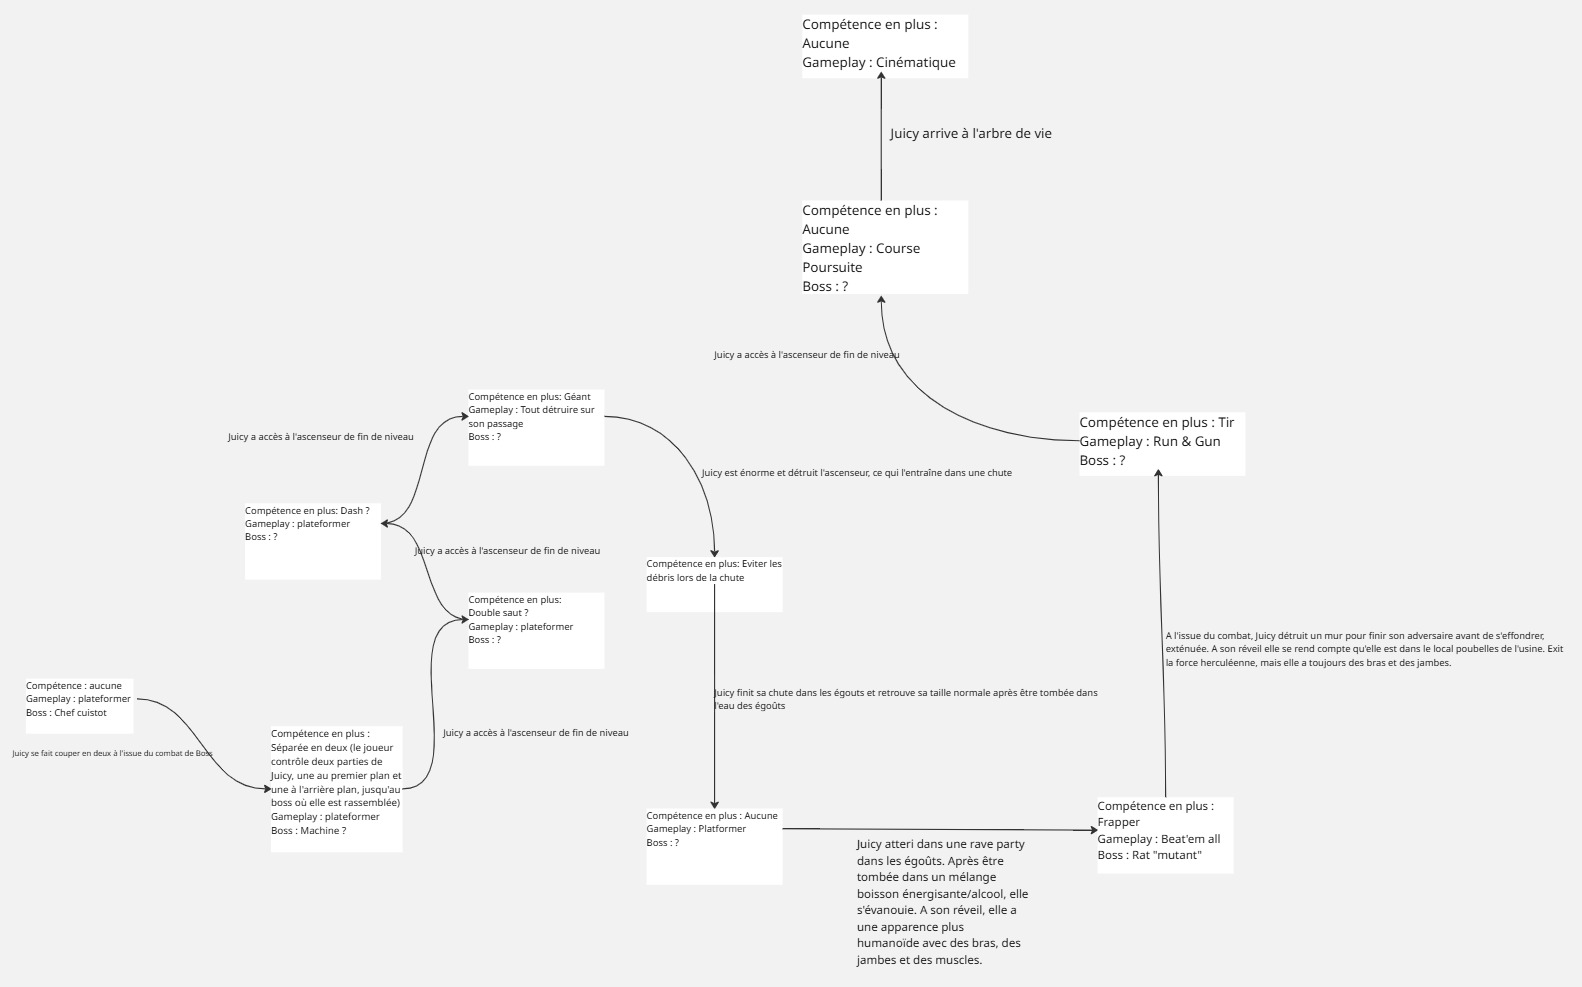 Compétence en plus :
Aucune
Gameplay : Cinématique
Juicy arrive à l'arbre de vie
Compétence en plus :
Aucune
Gameplay : Course
Poursuite
Boss : ?
Juicy a accès à l'ascenseur de fin de niveau
Compétence en plus: Géant
Gameplay : Tout détruire sur
son passage
Boss : ?
Juicy a accès à l'ascenseur de fin de niveau
Compétence en plus : Tir
Gameplay : Run & Gun
Boss : ?
Juicy est énorme et détruit l'ascenseur, ce qui l'entraîne dans une chute
Compétence en plus: Dash ?
Gameplay : plateformer
Boss : ?
Juicy a accès à l'ascenseur de fin de niveau
Compétence en plus: Eviter les
débris lors de la chute
Compétence en plus:
Double saut ?
Gameplay : plateformer
Boss : ?
A l'issue du combat, Juicy détruit un mur pour finir son adversaire avant de s'effondrer,
exténuée. A son réveil elle se rend compte qu'elle est dans le local poubelles de l'usine. Exit
la force herculéenne, mais elle a toujours des bras et des jambes.
Compétence : aucune
Gameplay : plateformer
Boss : Chef cuistot
Juicy finit sa chute dans les égouts et retrouve sa taille normale après être tombée dans
l'eau des égoûts
Juicy se fait couper en deux à l'issue du combat de Boss
Compétence en plus :
Séparée en deux (le joueur
contrôle deux parties de
Juicy, une au premier plan et
une à l'arrière plan, jusqu'au
boss où elle est rassemblée)
Gameplay : plateformer
Boss : Machine ?
Juicy a accès à l'ascenseur de fin de niveau
Compétence en plus : Aucune
Gameplay : Platformer
Boss : ?
Compétence en plus :
Frapper
Gameplay : Beat'em all
Boss : Rat "mutant"
Juicy atteri dans une rave party
dans les égoûts. Après être
tombée dans un mélange
boisson énergisante/alcool, elle
s'évanouie. A son réveil, elle a
une apparence plus
humanoïde avec des bras, des
jambes et des muscles.